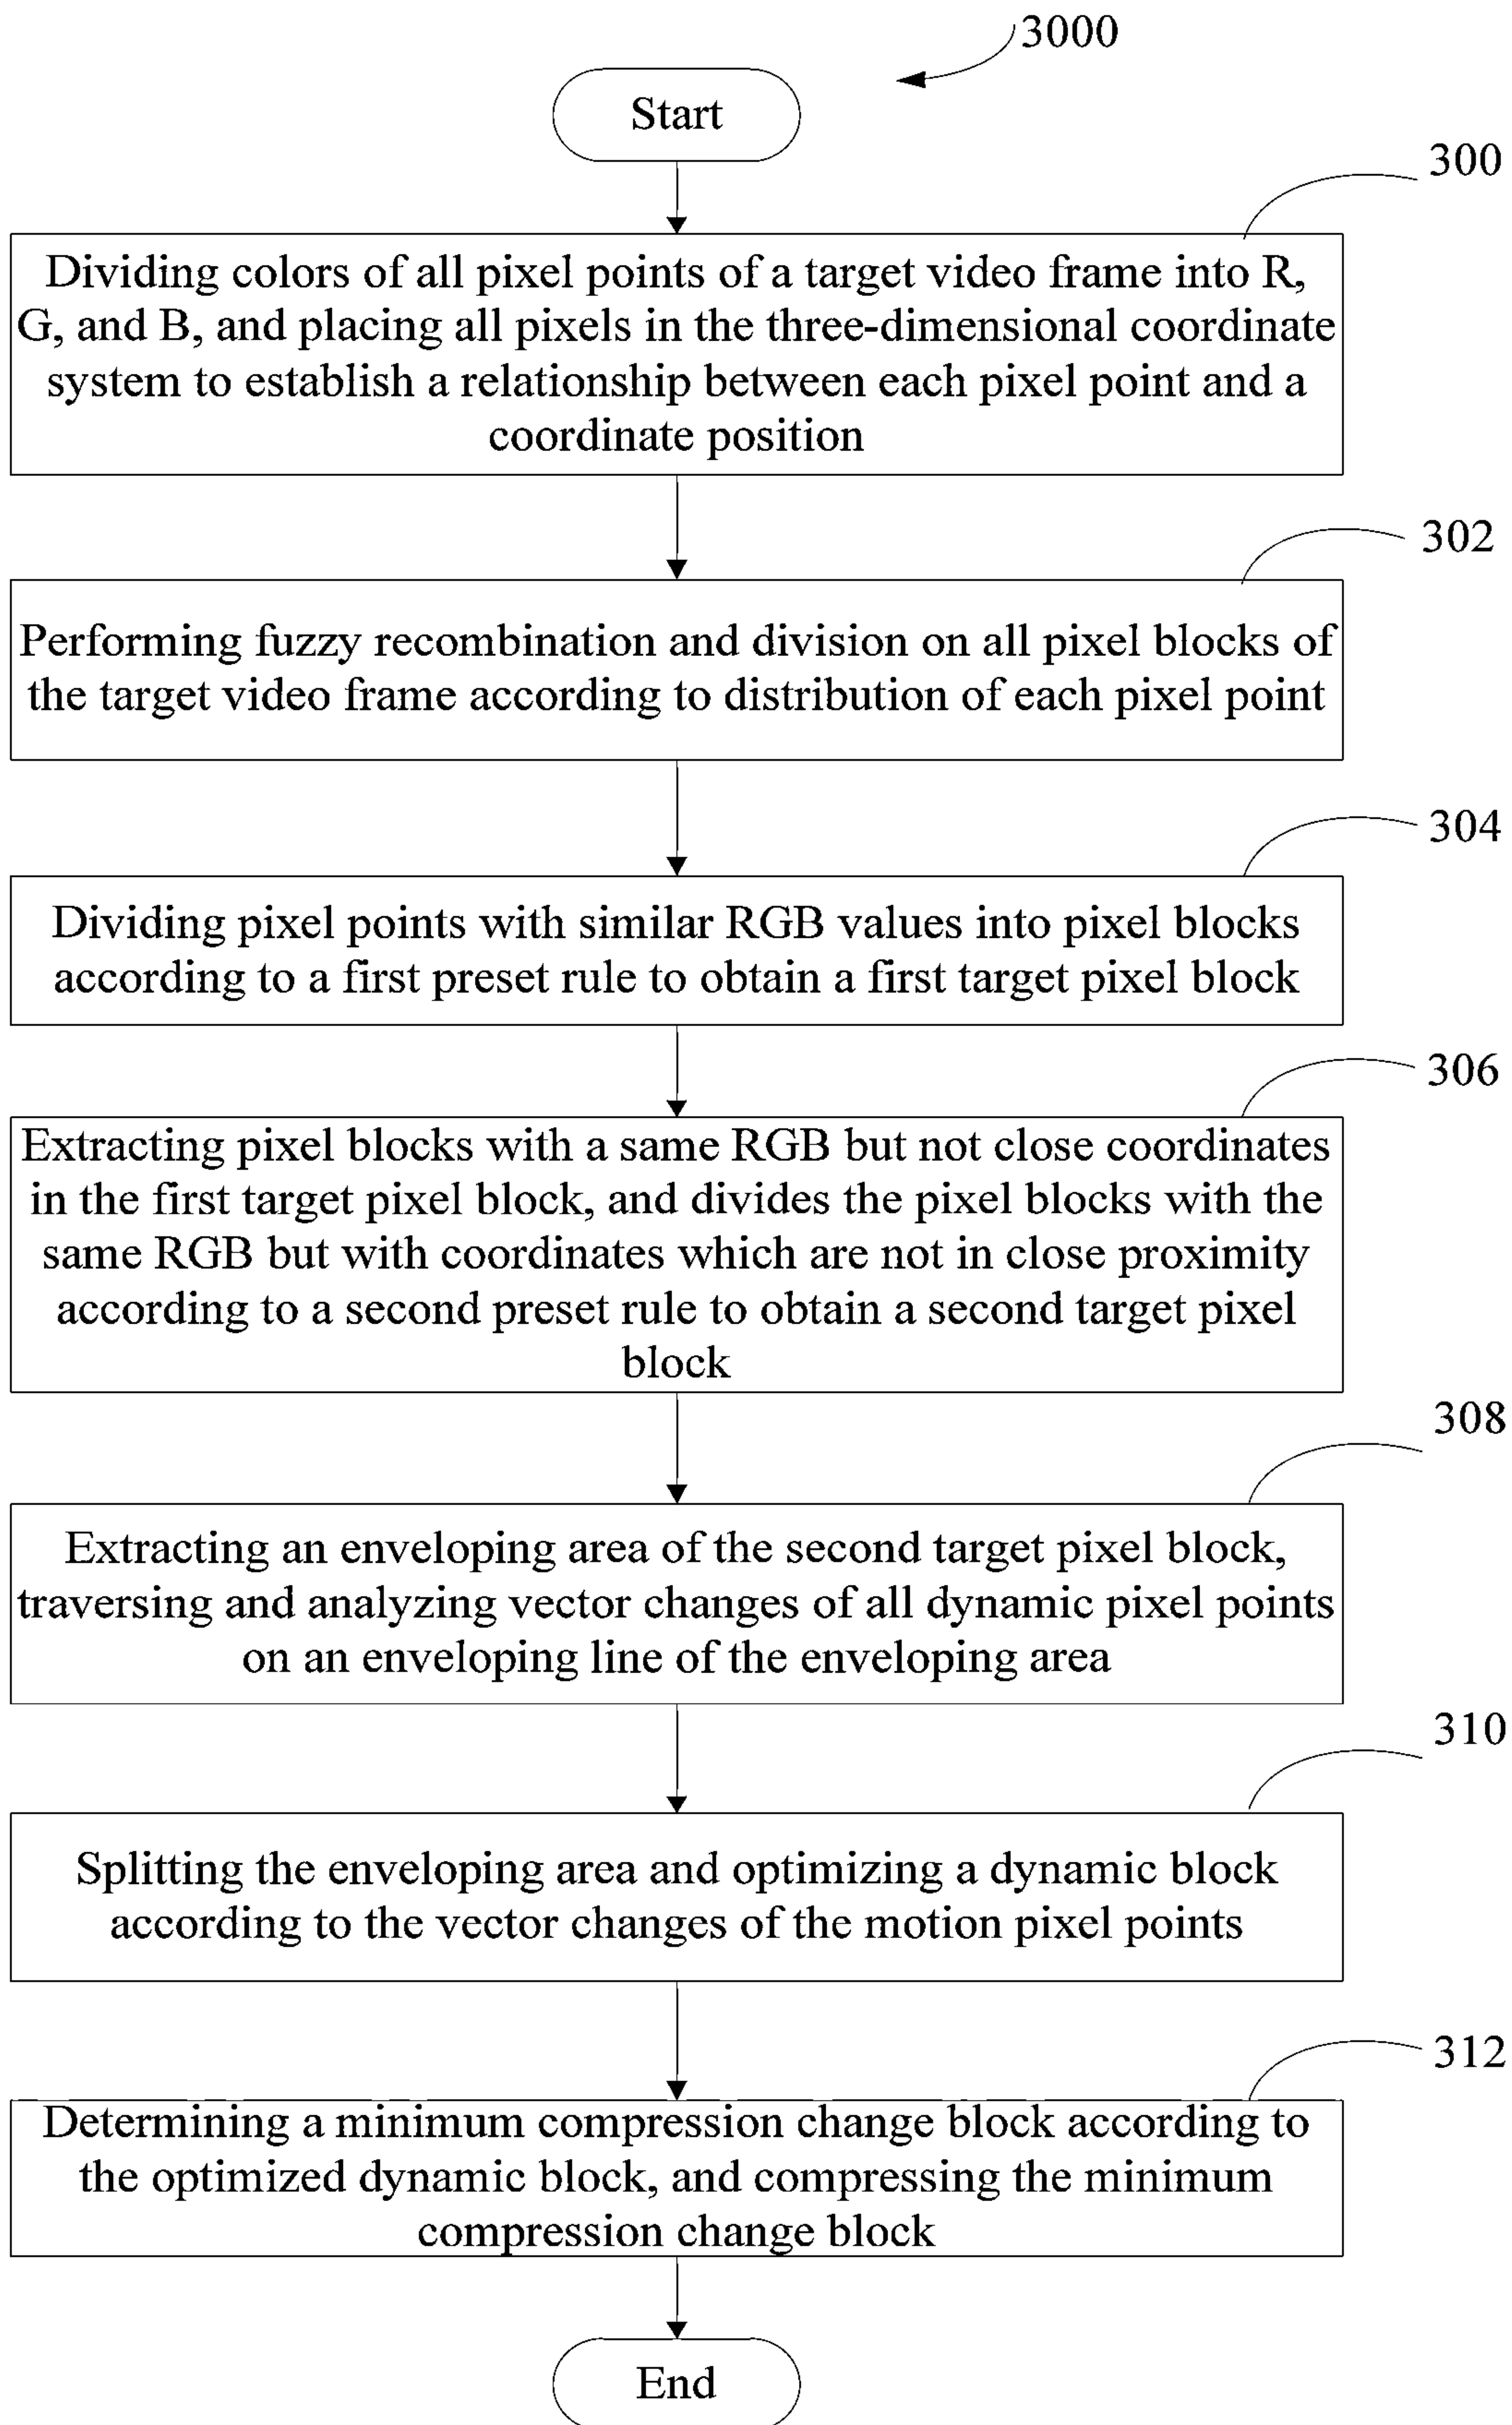 3000
Start
300
Dividing colors of all pixel points of a target video frame into R,
G, and B, and placing all pixels in the three-dimensional coordinate
system to establish a relationship between each pixel point and a
coordinate position
302
Performing fuzzy recombination and division on all pixel blocks of
the target video frame according to distribution of each pixel point
304
Dividing pixel points with similar RGB values into pixel blocks
according to a first preset rule to obtain a first target pixel block
306
Extracting pixel blocks with a same RGB but not close coordinates
in the first target pixel block, and divides the pixel blocks with the
same RGB but with coordinates which are not in close proximity
according to a second preset rule to obtain a second target pixel
block
308
Extracting an enveloping area of the second target pixel block,
traversing and analyzing vector changes of all dynamic pixel points
on an enveloping line of the enveloping area
310
Splitting the enveloping area and optimizing a dynamic block
according to the vector changes of the motion pixel points
312
Determining a minimum compression change block according to
the optimized dynamic block, and compressing the minimum
compression change block
End